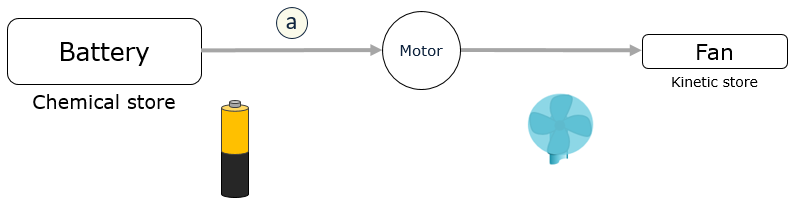 a
Battery
Motor
Fan
Chemical store
Kinetic store